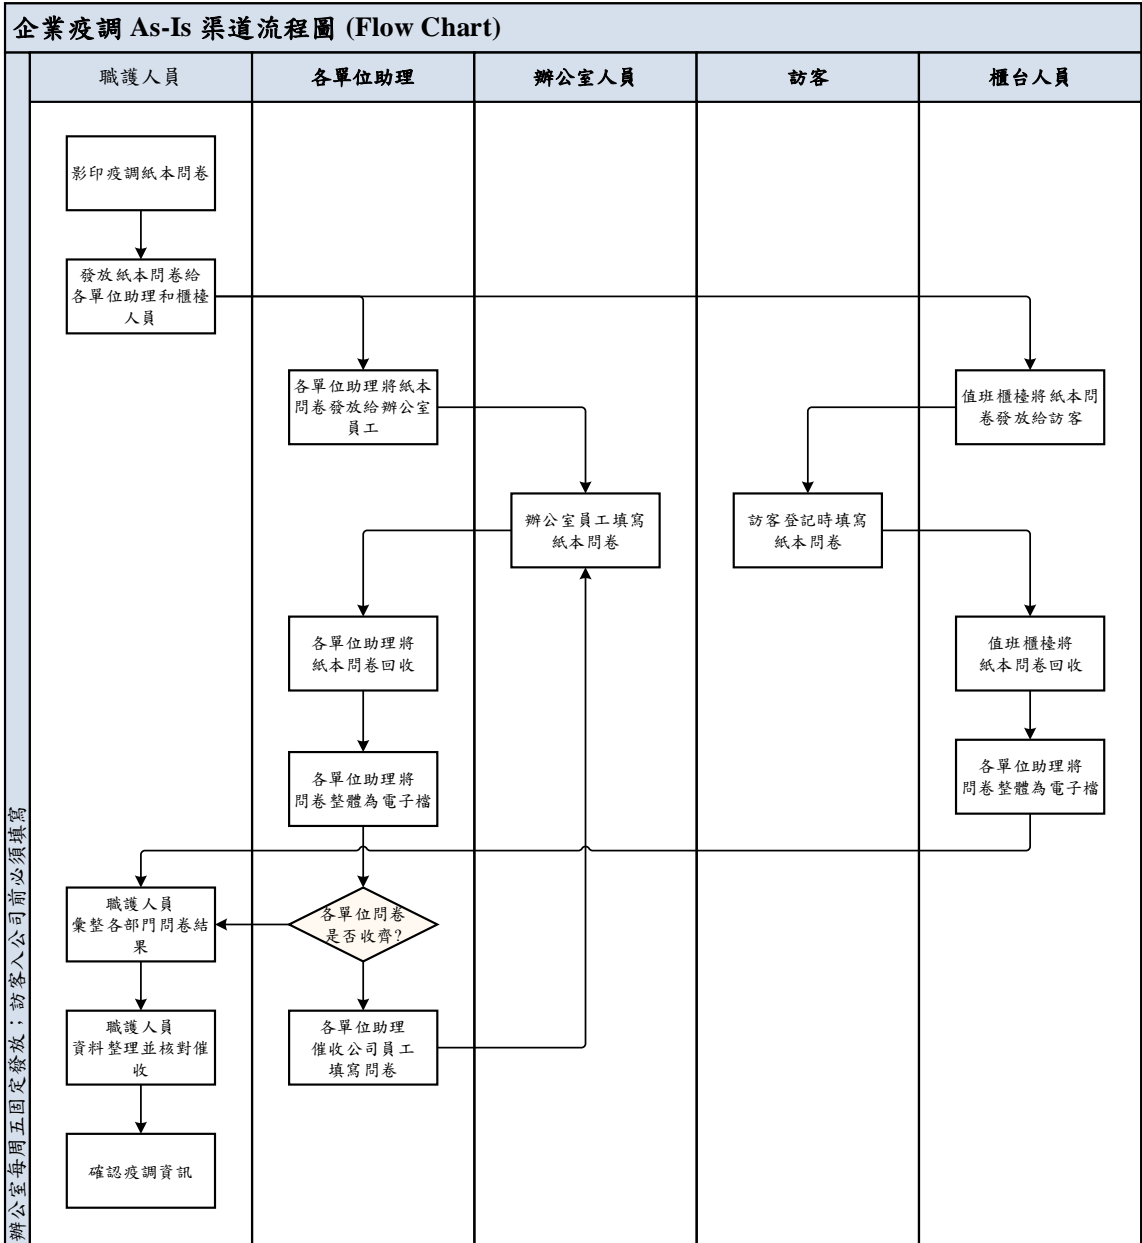 企業疫調 As-Is 渠道流程圖 (Flow Chart)
職護人員
各單位助理
辦公室人員
訪客
櫃台人員
影印疫調紙本問卷
發放紙本問卷給
各單位助理和櫃檯
人員
各單位助理將紙本
問卷發放給辦公室
員工
值班櫃檯將紙本問
卷發放給訪客
辦公室員工填寫
紙本問卷
訪客登記時填寫
紙本問卷
各單位助理將
紙本問卷回收
值班櫃檯將
紙本問卷回收
各單位助理將
問卷整體為電子檔
各單位助理將
問卷整體為電子檔
職護人員
彙整各部門問卷結
果
各單位問卷
是否收齊?
職護人員
資料整理並核對催
收
各單位助理
催收公司員工
填寫問卷
確認疫調資訊
辦公室每周五固定發放；訪客入公司前必須填寫